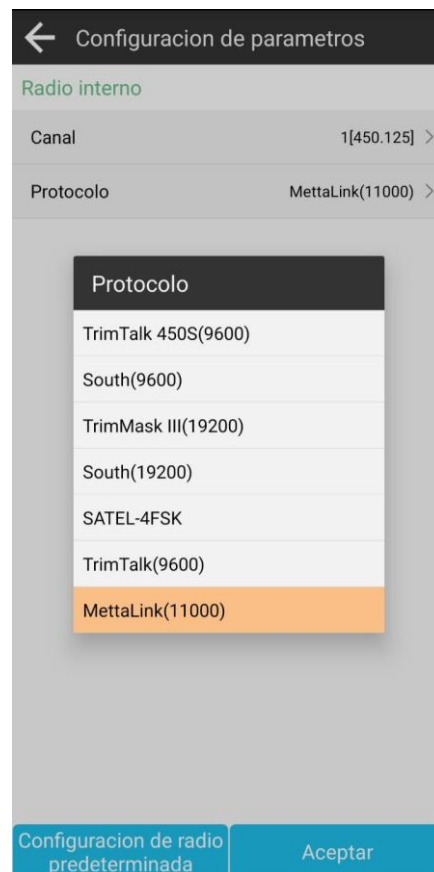 Configuracion de parametros
Radio interno
Canal 1[450.125]
Protocolo MettaLink(11000)
Protocolo
TrimTalk 450S(9600)
South(9600)
TrimMask III(19200)
South(19200)
SATEL-4FSK
TrimTalk(9600)
MettaLink(11000)
Configuracion de radio
predeterminada
Aceptar